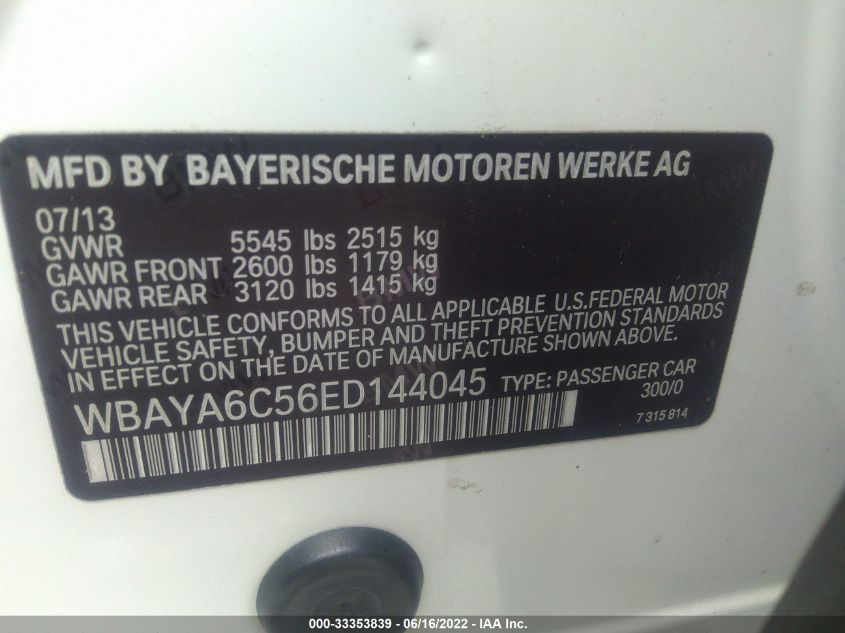 MFD BY BAYERISCHE MOTOREN WERKE AG
07/13
GVWR 5545 lbs 2515 kg
GAWR FRONT 2600 lbs 1179 kg
GAWR REAR 3120 lbs 1415 kg
THIS VEHICLE CONFORMS TO ALL APPLICABLE U.S.FEDERAL MOTOR
VEHICLE SAFETY, BUMPER AND THEFT PREVENTION STANDARDS
IN EFFECT ON THE DATE OF MANUFACTURE SHOWN ABOVE.
WBAYA6C56ED144045 TYPE: PASSENGER CAR
300/0
7 315 814
000-33353839 - 06/16/2022 - IAA Inc.